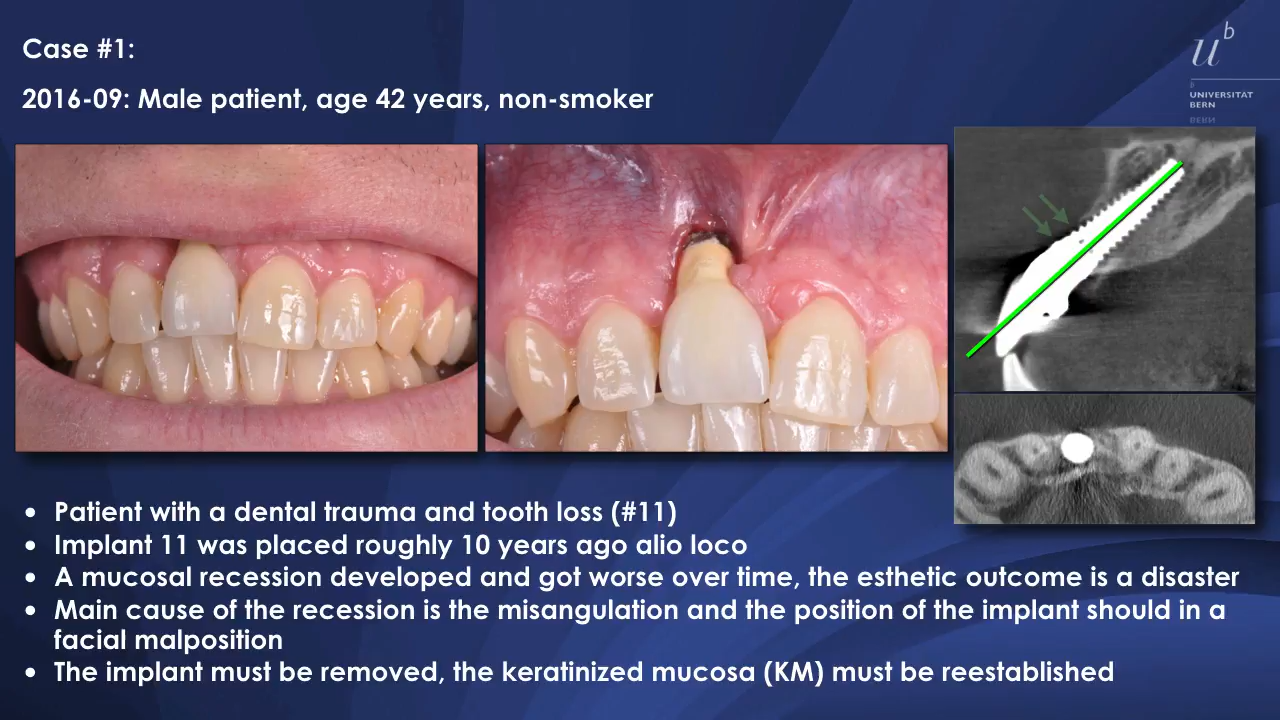 Case #1:
2016-09: Male patient, age 42 years, non-smoker
u
b
b
UNIVERSITÄT
BERN
• Patient with a dental trauma and tooth loss (#11)
• Implant 11 was placed roughly 10 years ago alio loco
• A mucosal recession developed and got worse over time, the esthetic outcome is a disaster
• Main cause of the recession is the misangulation and the position of the implant should in a
facial malposition
• The implant must be removed, the keratinized mucosa (KM) must be reestablished